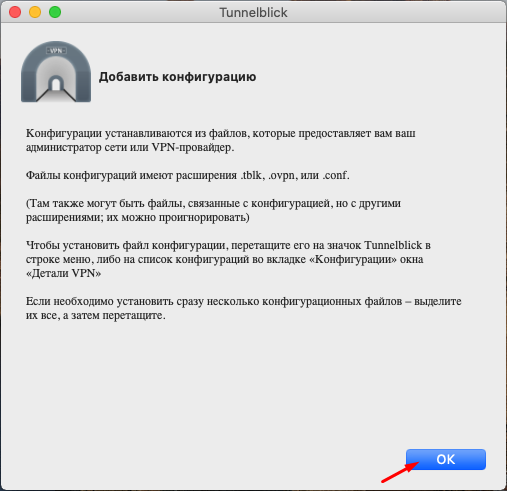 Tunnelblick
VPN
Добавить конфигурацию
Конфигурации устанавливаются из файлов, которые предоставляет вам ваш
администратор сети или VPN-провайдер.
Файлы конфигураций имеют расширения .tblk, .ovpn, или .conf.
(Там также могут быть файлы, связанные с конфигурацией, но с другими
расширениями; их можно проигнорировать)
Чтобы установить файл конфигурации, перетащите его на значок Tunnelblick в
строке меню, либо на список конфигураций во вкладке «Конфигурации» окна
«Детали VPN»
Если необходимо установить сразу несколько конфигурационных файлов – выделите
их все, а затем перетащите.
OK